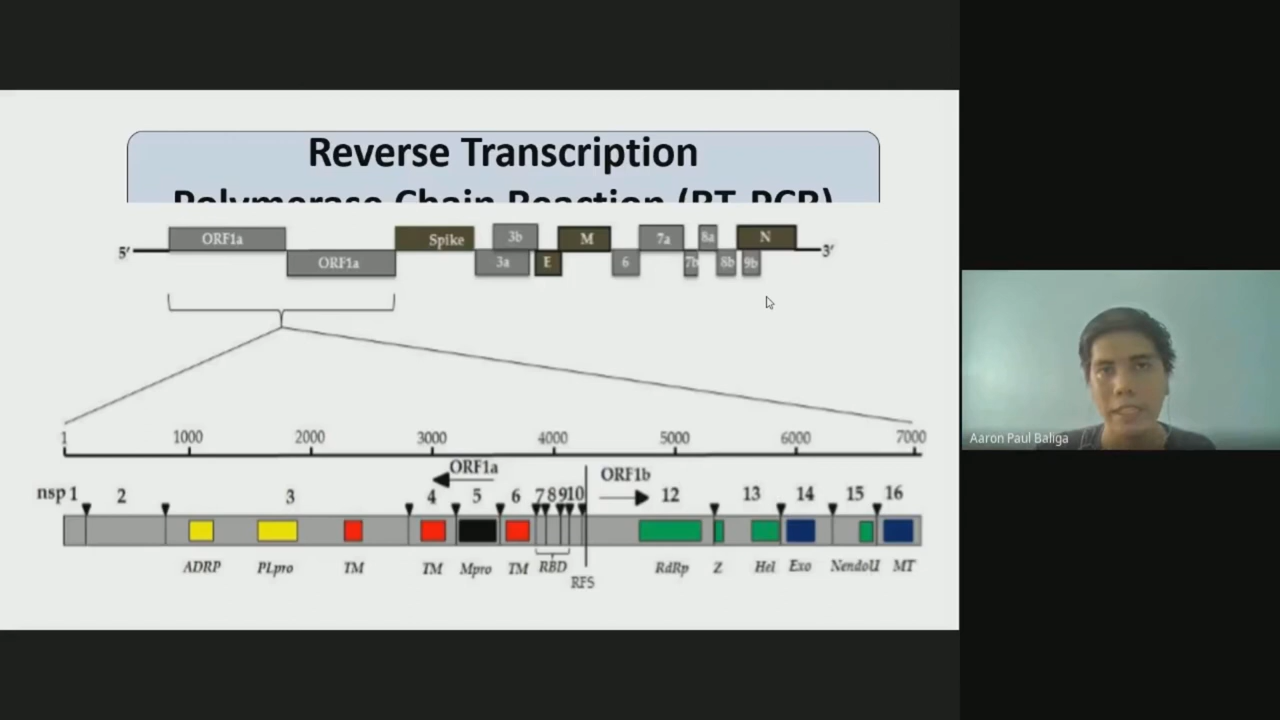 Reverse Transcription
Polymerase Chain Reaction (RT-PCR)
3b M 7a 8a N
ORF1a Spike
5' 3'
ORF1a 3a E 6 7b 8b 9b
1 1000 2000 3000 4000 5000 6000 7000
ORF1a ORF1b
nsp1 2 3 4 5 6 7 8 9 10 12 13 14 15 16
ADRP PLpro TM TM Mpro TM RBD RdRp Z Hel Exo NendoU MT
RFS
Aaron Paul Baliga